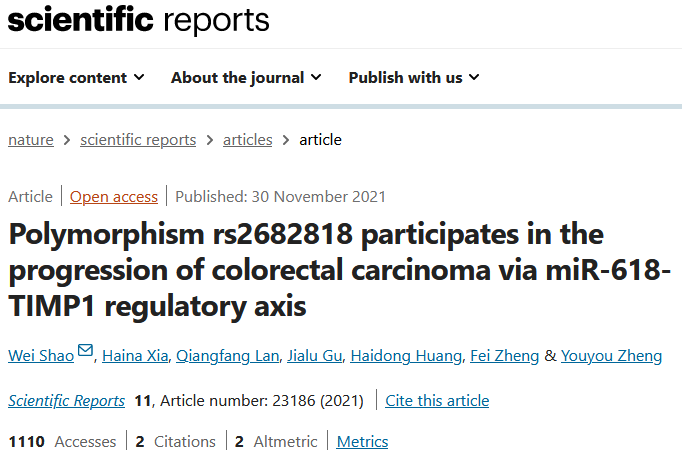 scientific reports
Explore content About the journal Publish with us
nature > scientific reports > articles > article
Article | Open access | Published: 30 November 2021
Polymorphism rs2682818 participates in the
progression of colorectal carcinoma via miR-618-
TIMP1 regulatory axis
Wei Shao, Haina Xia, Qiangfang Lan, Jialu Gu, Haidong Huang, Fei Zheng & Youyou Zheng
Scientific Reports 11, Article number: 23186 (2021) | Cite this article
1110 Accesses | 2 Citations | 2 Altmetric | Metrics